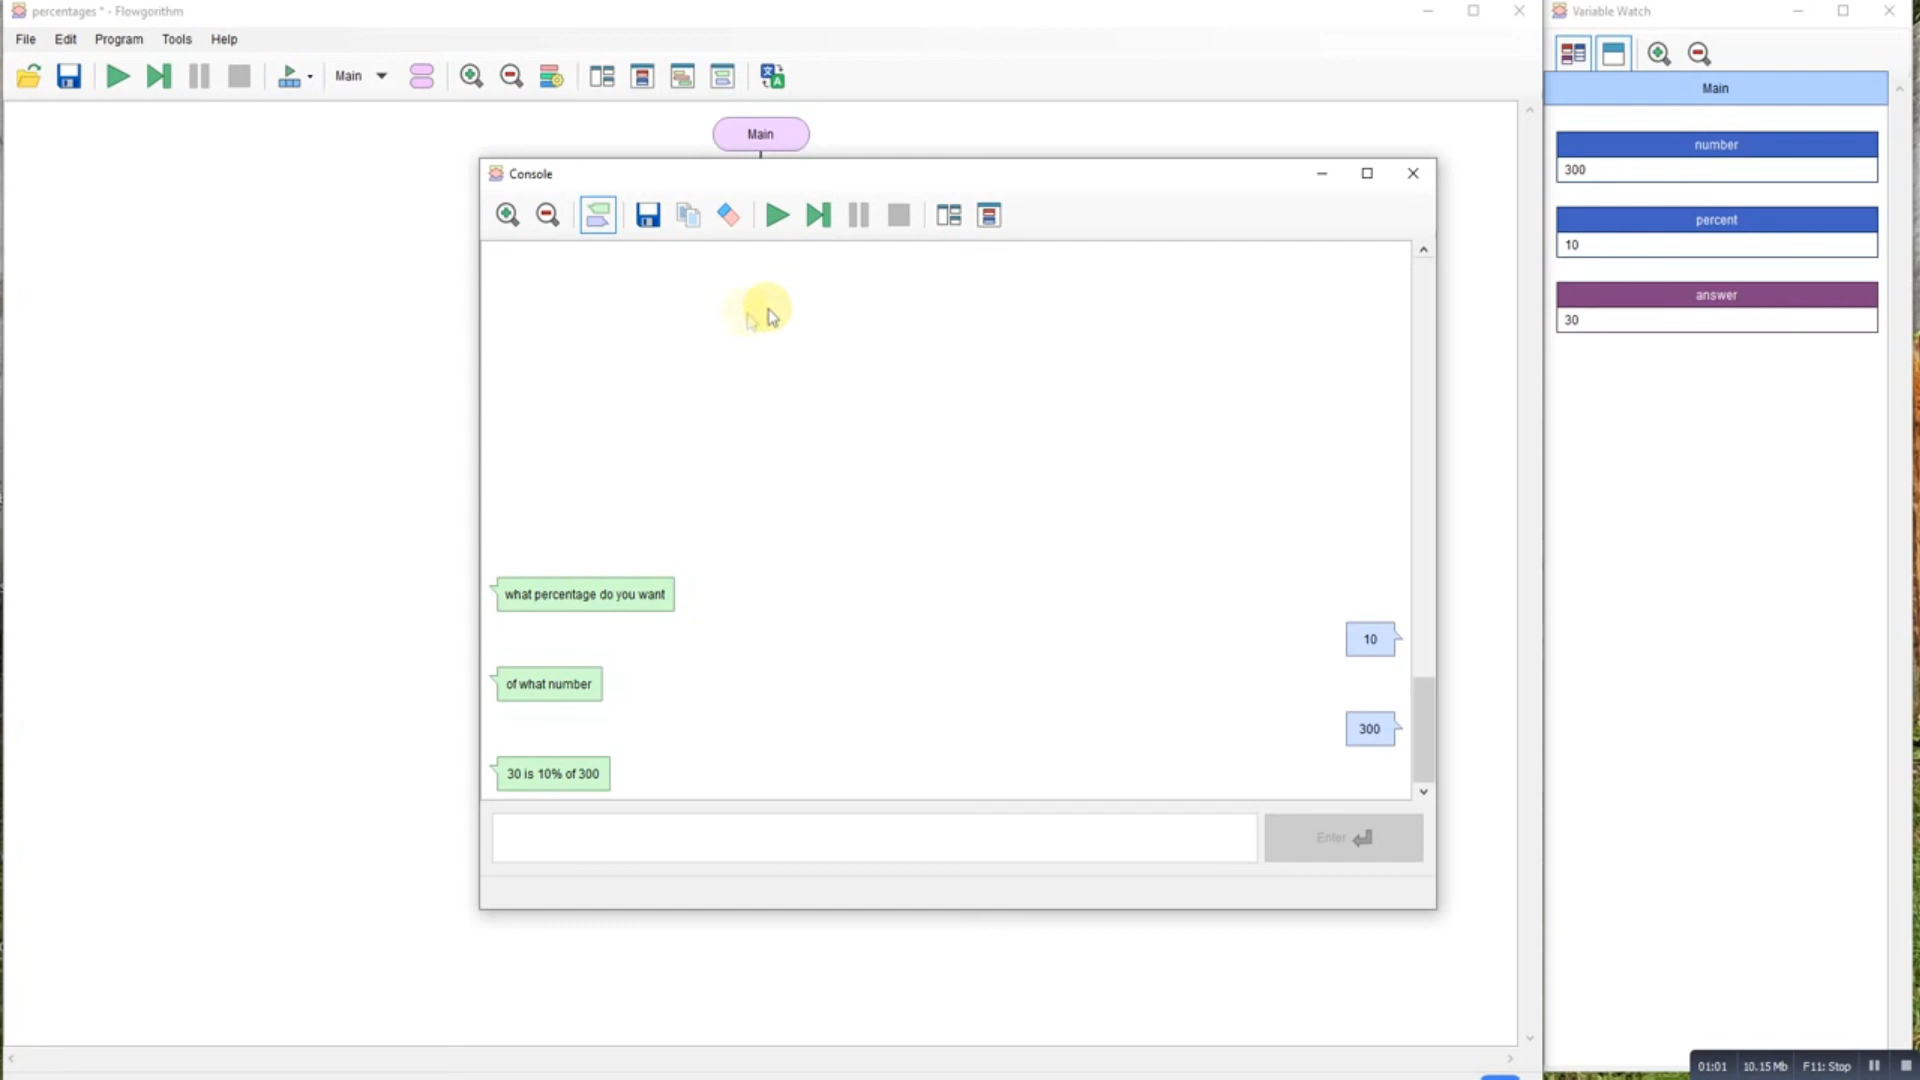 percentages * - Flowgorithm
File Edit Program Tools Help
Main
Main
Console
what percentage do you want
10
of what number
300
30 is 10% of 300
Enter
Variable Watch
Main
number
300
percent
10
answer
30
01:01 10.15 Mb F11: Stop